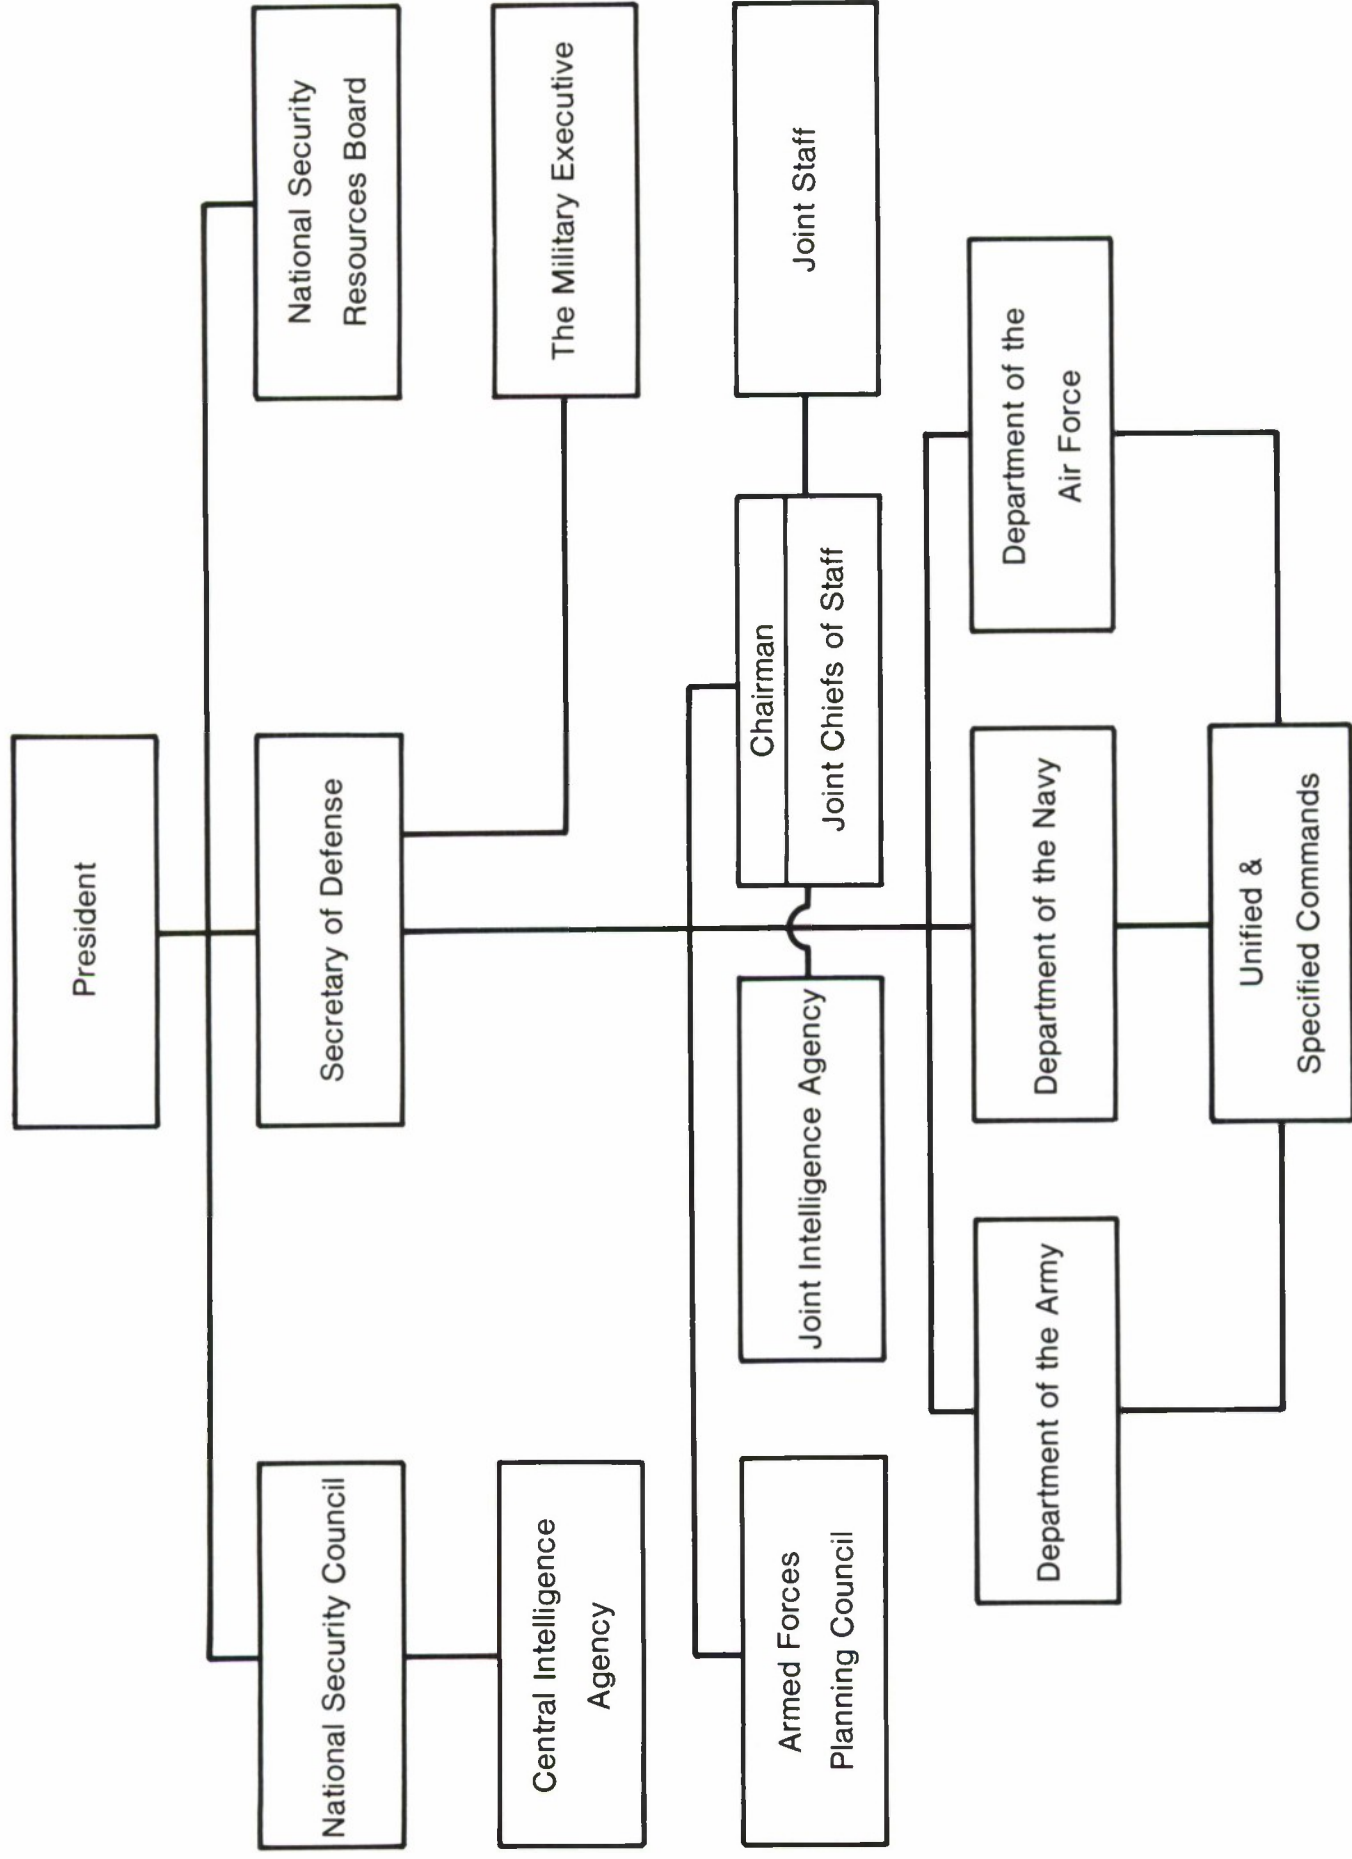 President
National Security Council
Secretary of Defense
National Security
Resources Board
Central Intelligence
Agency
The Military Executive
Armed Forces
Planning Council
Joint Intelligence Agency
Chairman
Joint Chiefs of Staff
Joint Staff
Department of the Army
Department of the Navy
Department of the
Air Force
Unified &
Specified Commands